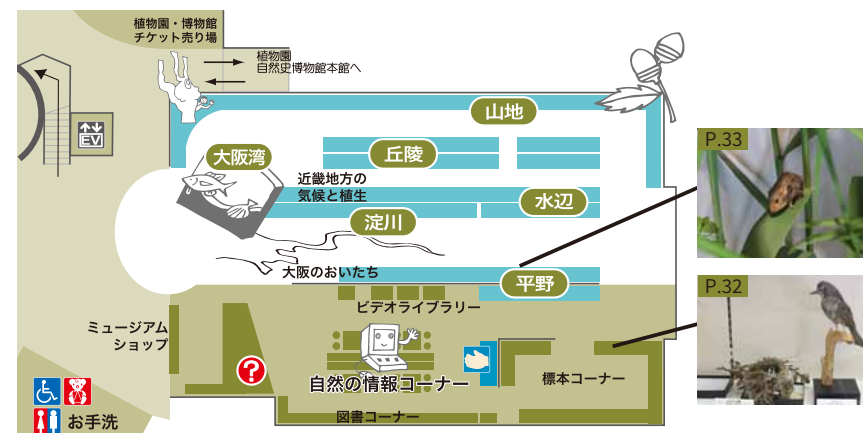 植物園・博物館
チケット売り場
植物園
自然史博物館本館へ
EV
山地
P.33
丘陵
大阪湾
近畿地方の
気候と植生
水辺
淀川
大阪のおいたち
平野
P.32
ビデオライブラリー
ミュージアム
ショップ
?
自然の情報コーナー
標本コーナー
お手洗
図書コーナー